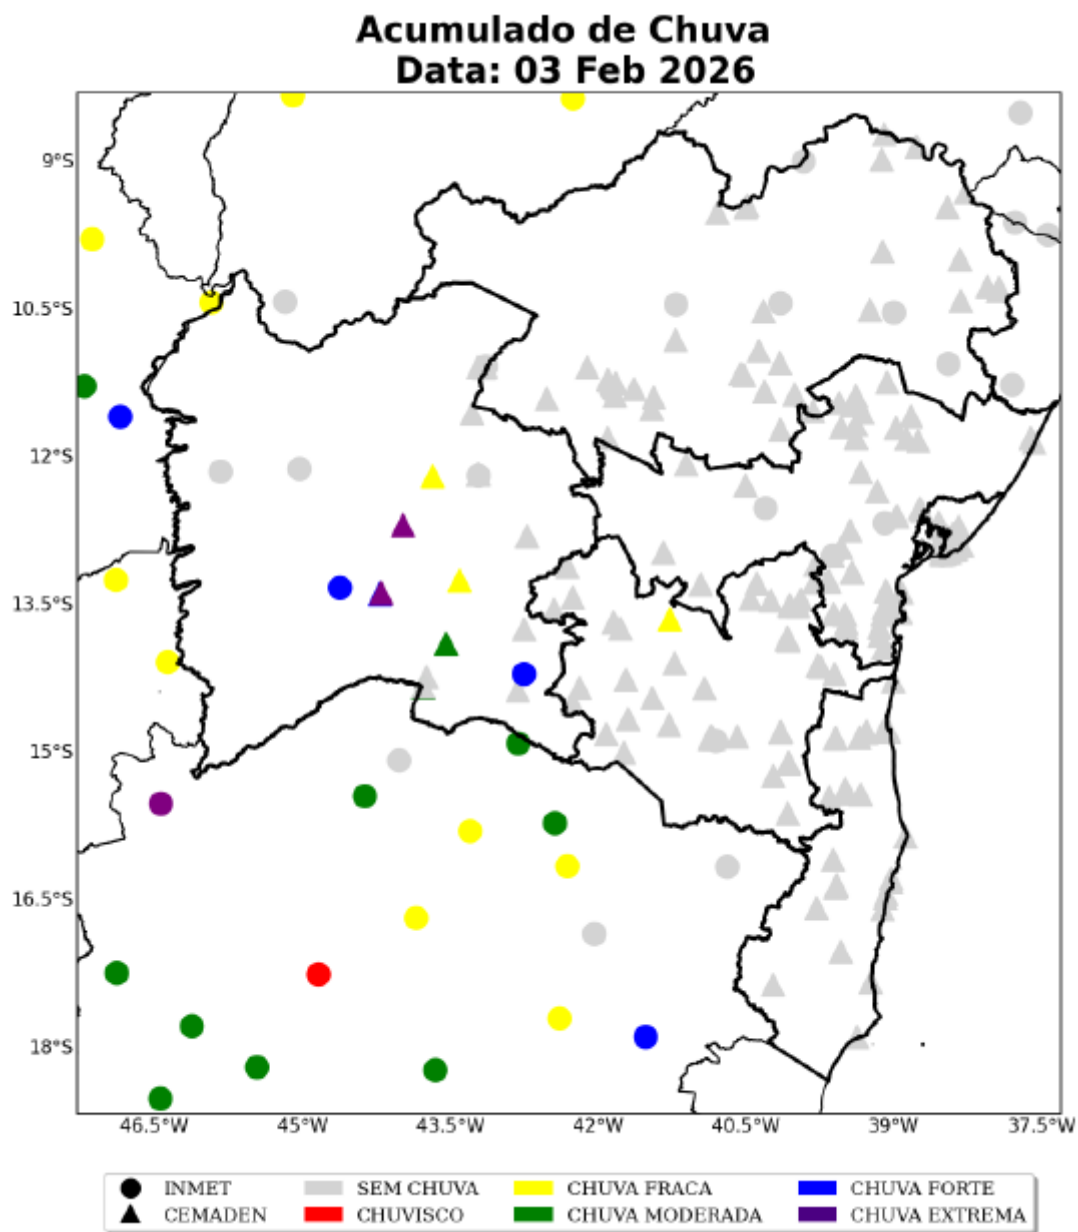 Acumulado de Chuva
Data: 03 Feb 2026
9°S
10.5°S
12°S
13.5°S
15°S
16.5°S
18°S
46.5°W 45°W 43.5°W 42°W 40.5°W 39°W 37.5°W
INMET SEM CHUVA CHUVA FRACA CHUVA FORTE
CEMADEN CHUVISCO CHUVA MODERADA CHUVA EXTREMA